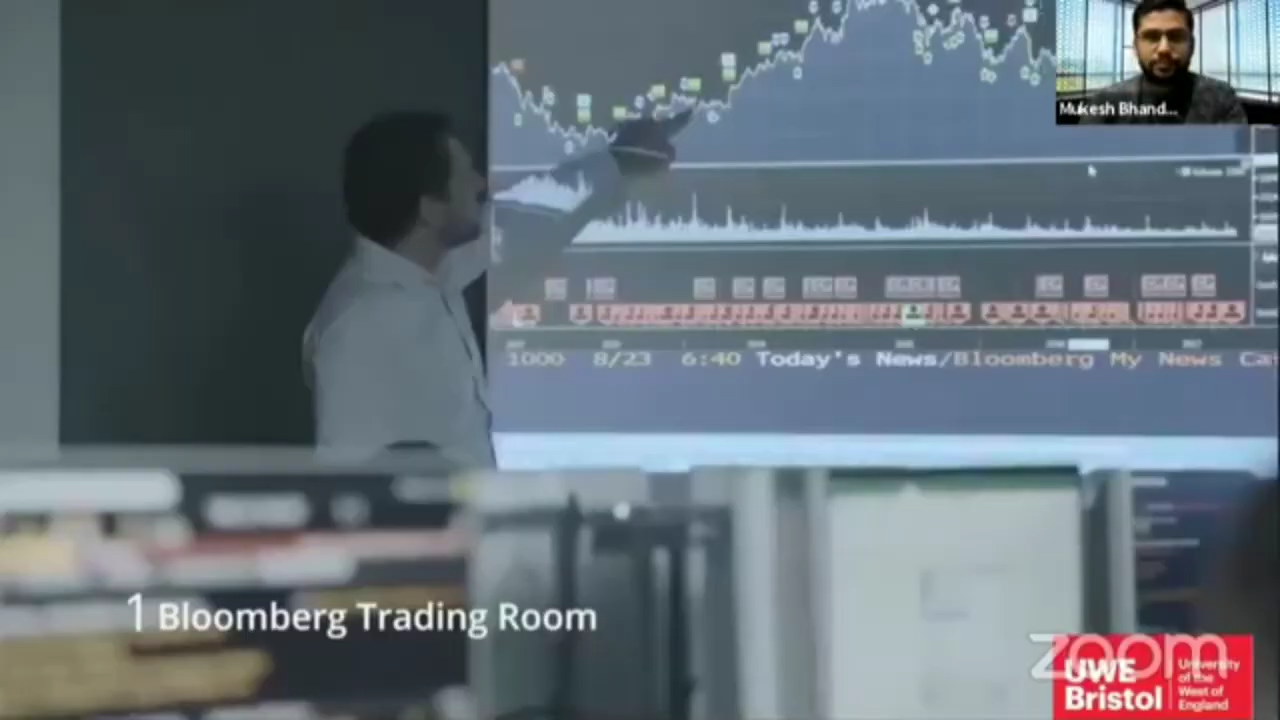 Mukesh Bhand...
1000 8/23 6:40 Today's News/Bloomberg My News Ca
1 Bloomberg Trading Room
zoom
UWE Bristol
University
of the
West of
England